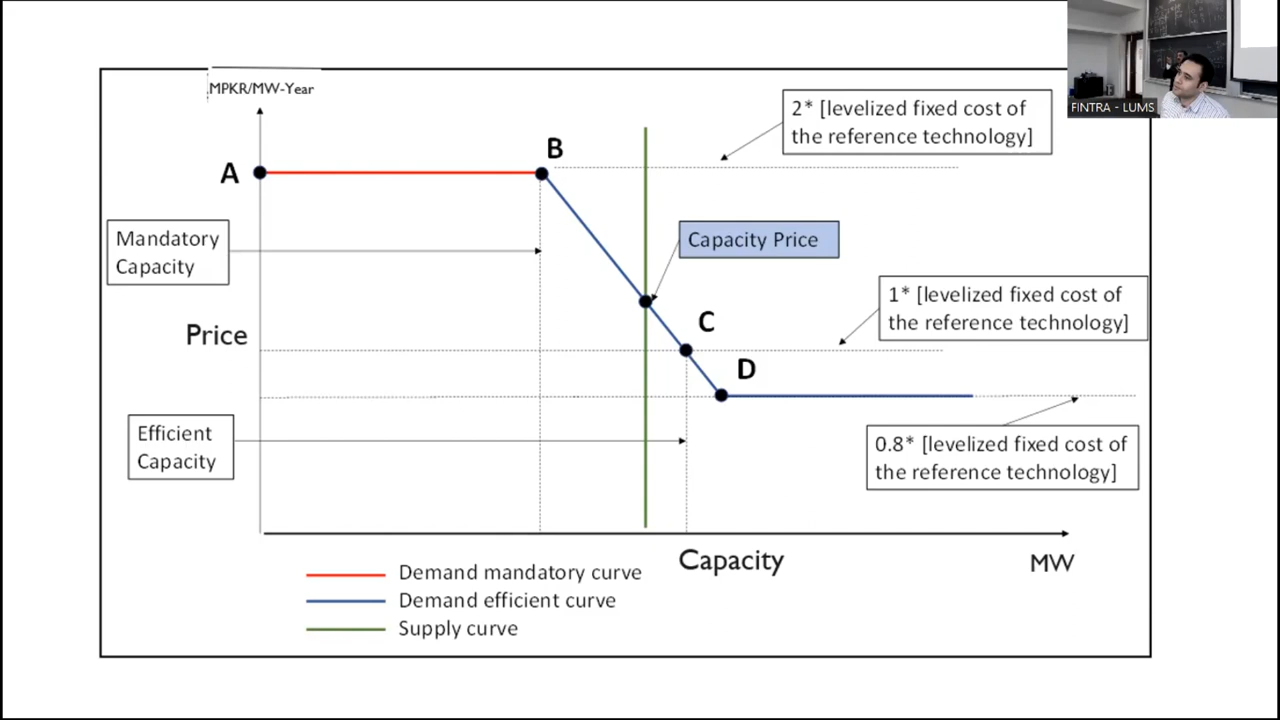 MPKR/MW-Year
2* [levelized fixed cost of
the reference technology]
FINTRA - LUMS
A
B
Mandatory
Capacity
Capacity Price
1* [levelized fixed cost of
the reference technology]
C
Price
D
Efficient
Capacity
0.8* [levelized fixed cost of
the reference technology]
Capacity
MW
Demand mandatory curve
Demand efficient curve
Supply curve